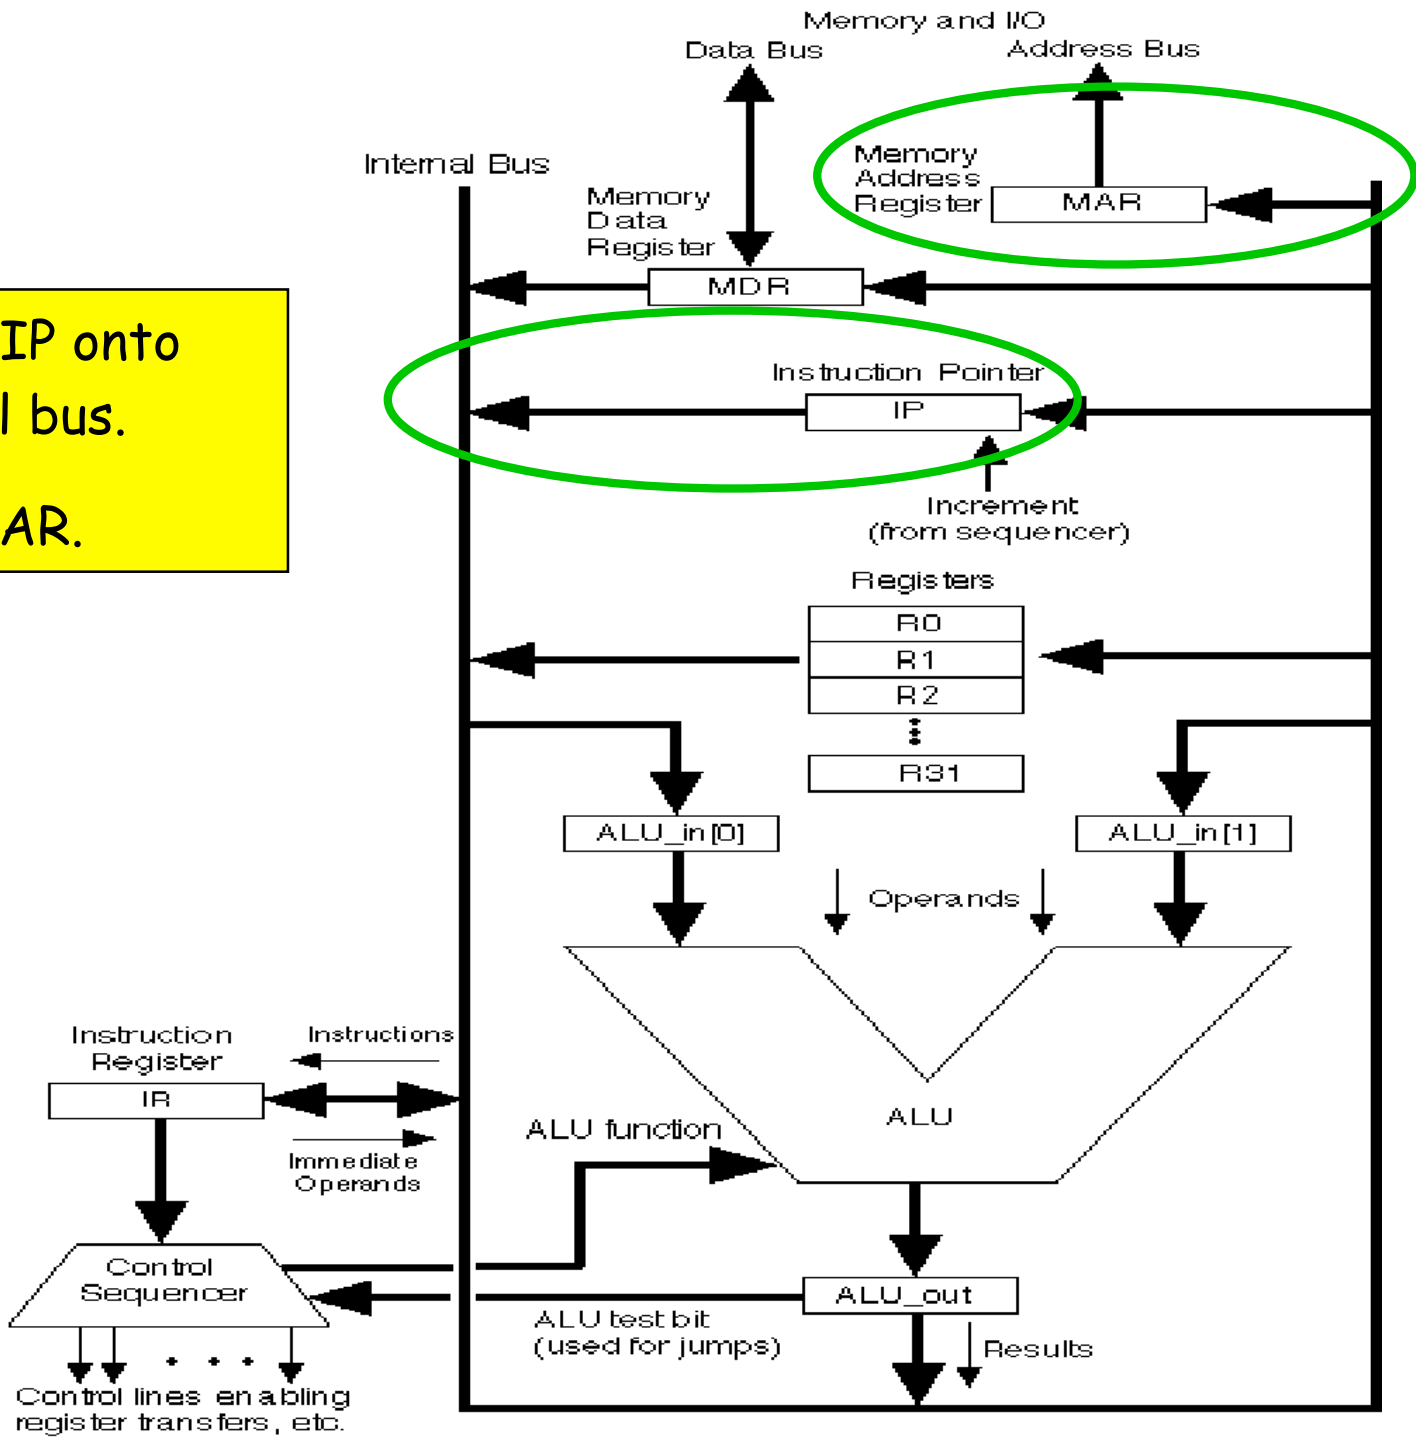 Memory and I/O
Data Bus
Address Bus
Internal Bus
Memory
Address
Register
MAR
Memory
Data
Register
MDR
IP onto
l bus.
AR.
Instruction Pointer
IP
Increment
(from sequencer)
Registers
R0
R1
R2
R31
ALU_in[0]
ALU_in[1]
Operands
Instruction
Register
Instructions
IR
Immediate
Operands
ALU function
ALU
Control
Sequencer
ALU_out
ALU test bit
(used for jumps)
Results
Control lines enabling
register transfers, etc.